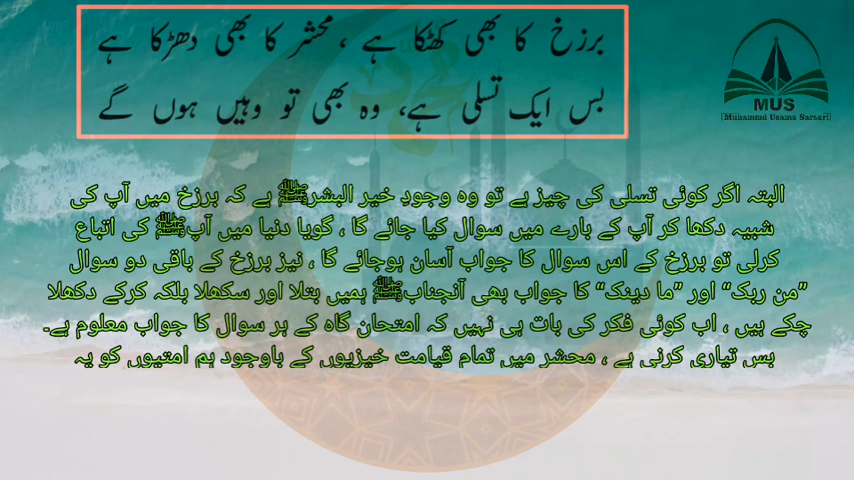 برزخ کا بھی کھٹکا ہے ، محشر کا بھی دھڑکا ہے
بس ایک تسلی ہے، وہ بھی تو وہیں ہوں گے
MUS
[Muhammad Usama Sarsari]
البتہ اگر کوئی تسلی کی چیز ہے تو وہ وجودِ خیر البشرﷺ ہے کہ برزخ میں آپ کی
شبیہ دکھا کر آپ کے بارے میں سوال کیا جائے گا ، گویا دنیا میں آپﷺ کی اتباع
کرلی تو برزخ کے اس سوال کا جواب آسان ہوجائے گا ، نیز برزخ کے باقی دو سوال
”من ربک“ اور ”ما دینک“ کا جواب بھی آنجنابﷺ ہمیں بتلا اور سکھلا بلکہ کرکے دکھلا
چکے ہیں ، اب کوئی فکر کی بات ہی نہیں کہ امتحان گاہ کے ہر سوال کا جواب معلوم ہے۔
بس تیاری کرنی ہے ، محشر میں تمام قیامت خیزیوں کے باوجود ہم امتیوں کو یہ